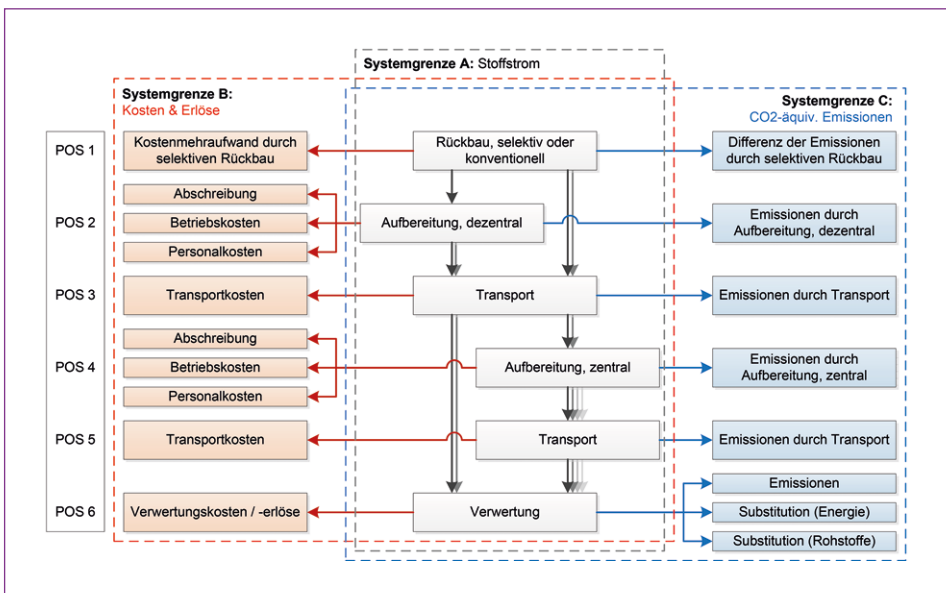 Systemgrenze A: Stoffstrom
Systemgrenze B:
Kosten & Erlöse
Systemgrenze C:
CO2-äquiv. Emissionen
POS 1
Kostenmehraufwand durch
selektiven Rückbau
Rückbau, selektiv oder
konventionell
Differenz der Emissionen
durch selektiven Rückbau
POS 2
Abschreibung
Betriebskosten
Personalkosten
Aufbereitung, dezentral
Emissionen durch
Aufbereitung, dezentral
POS 3
Transportkosten
Transport
Emissionen durch Transport
POS 4
Abschreibung
Betriebskosten
Personalkosten
Aufbereitung, zentral
Emissionen durch
Aufbereitung, zentral
POS 5
Transportkosten
Transport
Emissionen durch Transport
POS 6
Verwertungskosten / -erlöse
Verwertung
Emissionen
Substitution (Energie)
Substitution (Rohstoffe)